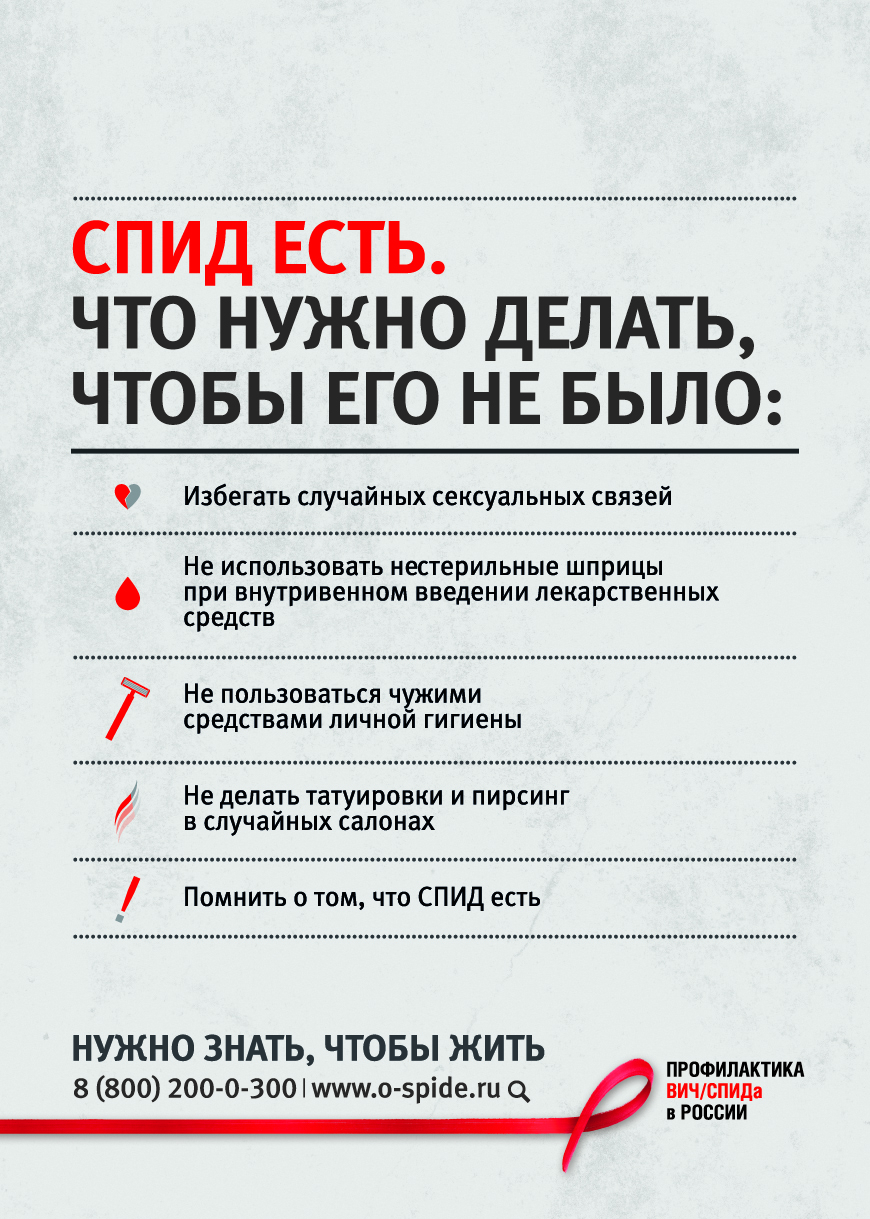 СПИД ЕСТЬ.
ЧТО НУЖНО ДЕЛАТЬ,
ЧТОБЫ ЕГО НЕ БЫЛО:
Избегать случайных сексуальных связей
Не использовать нестерильные шприцы
при внутривенном введении лекарственных
средств
Не пользоваться чужими
средствами личной гигиены
Не делать татуировки и пирсинг
в случайных салонах
Помнить о том, что СПИД есть
НУЖНО ЗНАТЬ, ЧТОБЫ ЖИТЬ
8 (800) 200-0-300 | www.o-spide.ru
ПРОФИЛАКТИКА
ВИЧ/СПИДа
в РОССИИ